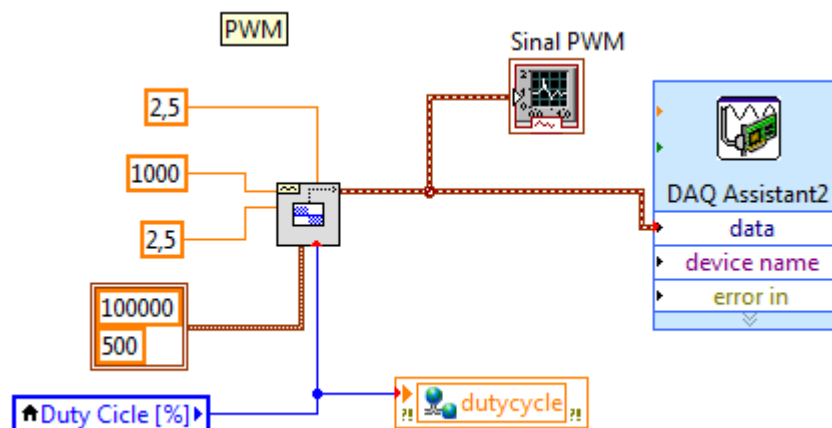 PWM
Sinal PWM
2,5
1000
2,5
100000
500
Duty Cicle [%]
dutycycle
?!
?!
DAQ Assistant2
data
device name
error in